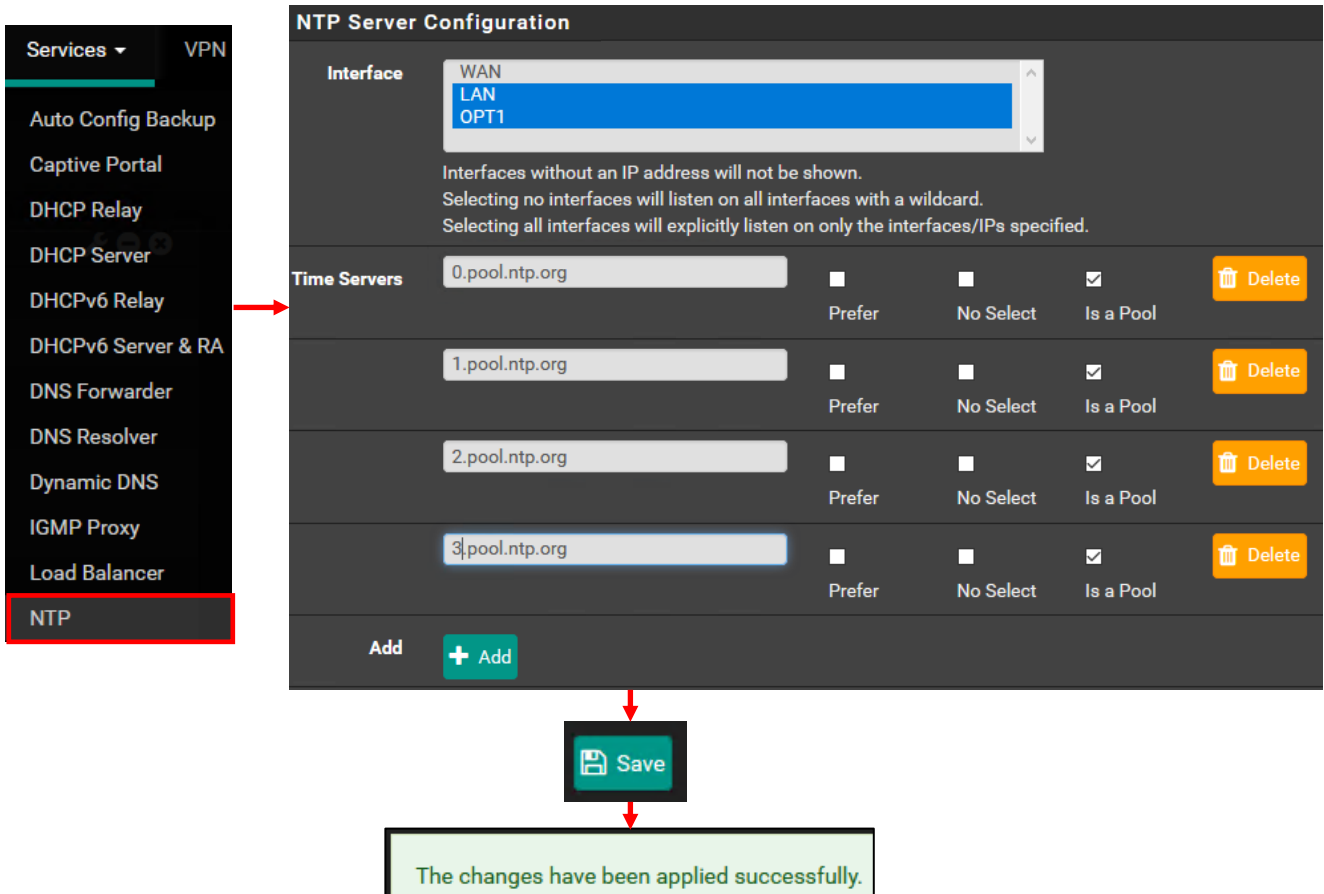 Services VPN
Auto Config Backup
Captive Portal
DHCP Relay
DHCP Server
DHCPv6 Relay
DHCPv6 Server & RA
DNS Forwarder
DNS Resolver
Dynamic DNS
IGMP Proxy
Load Balancer
NTP
NTP Server Configuration
Interface
WAN
LAN
OPT1
Interfaces without an IP address will not be shown.
Selecting no interfaces will listen on all interfaces with a wildcard.
Selecting all interfaces will explicitly listen on only the interfaces/IPs specified.
Time Servers 0.pool.ntp.org Delete
Prefer No Select Is a Pool
1.pool.ntp.org Delete
Prefer No Select Is a Pool
2.pool.ntp.org Delete
Prefer No Select Is a Pool
3.pool.ntp.org Delete
Prefer No Select Is a Pool
Add Add
Save
The changes have been applied successfully.